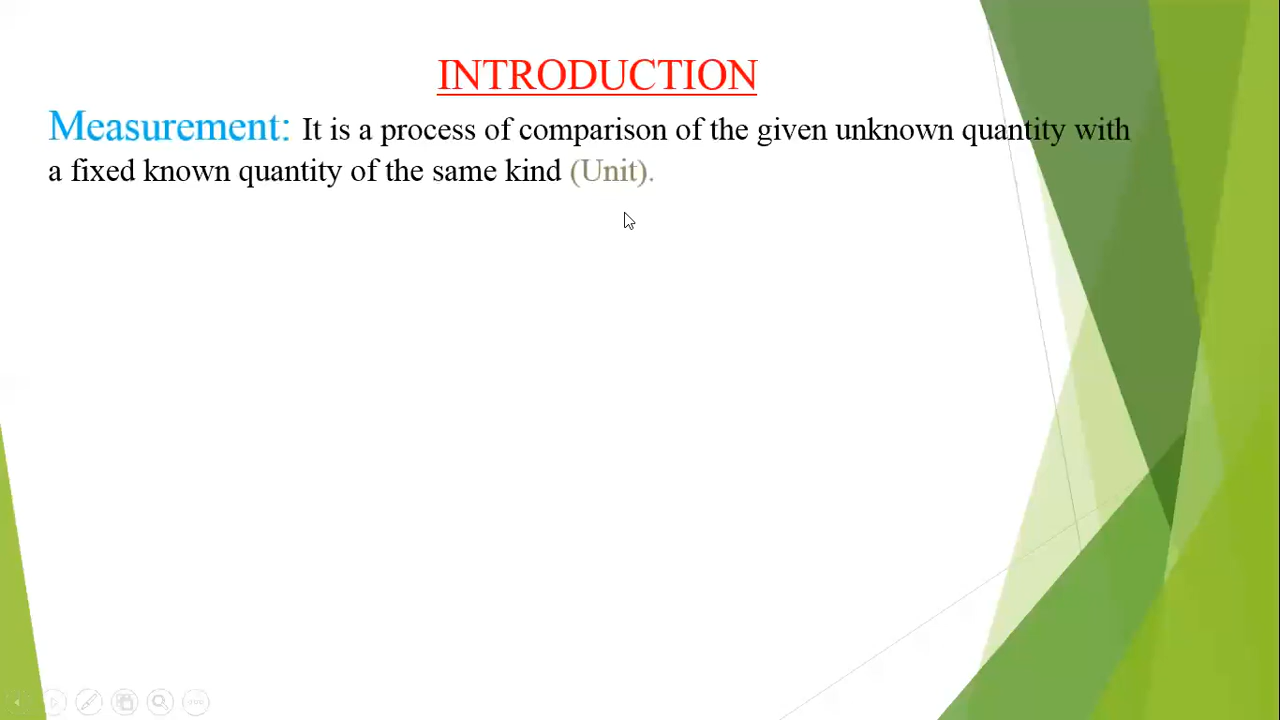 INTRODUCTION
Measurement: It is a process of comparison of the given unknown quantity with
a fixed known quantity of the same kind (Unit).